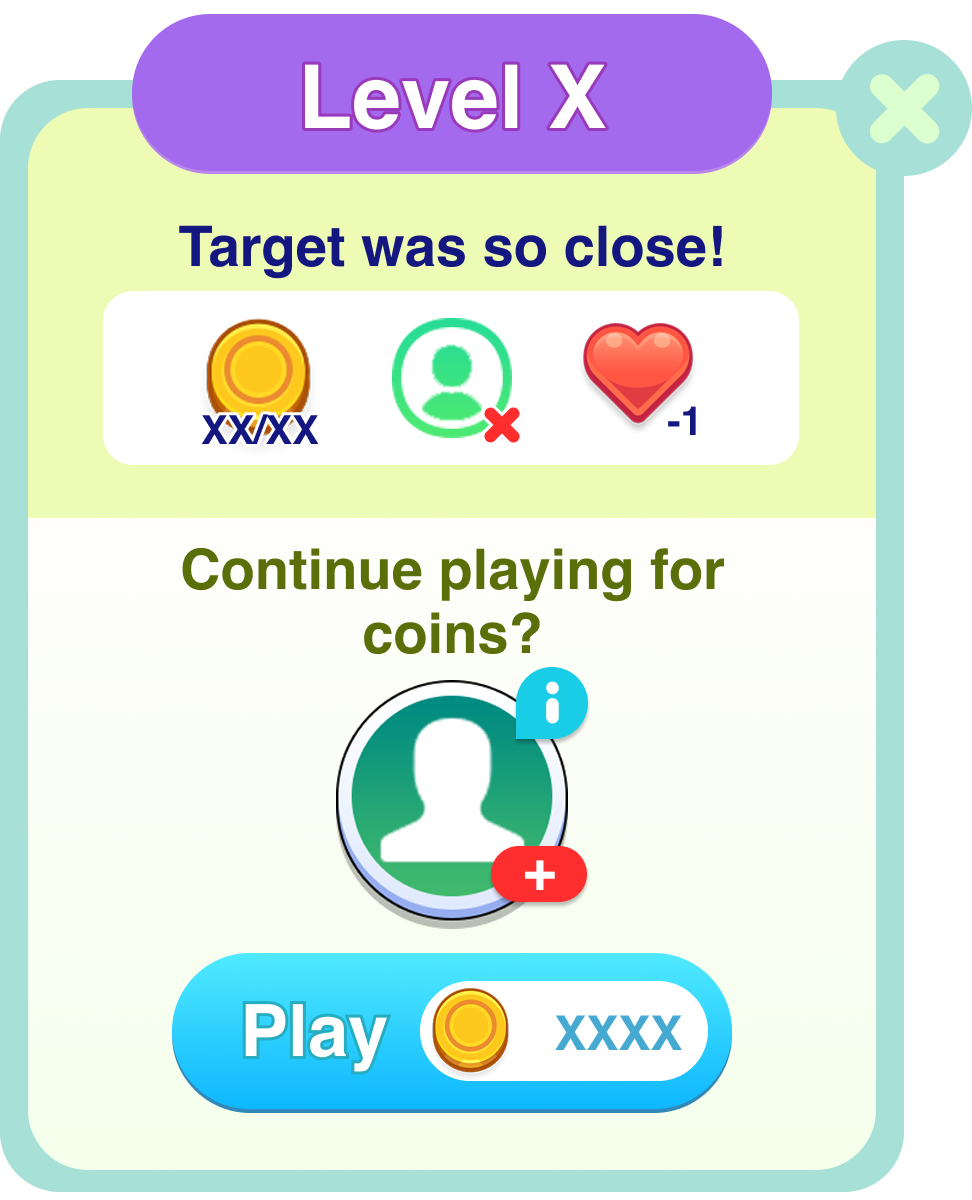 Level X
Target was so close!
XX/XX
-1
Continue playing for
coins?
Play
XXXX